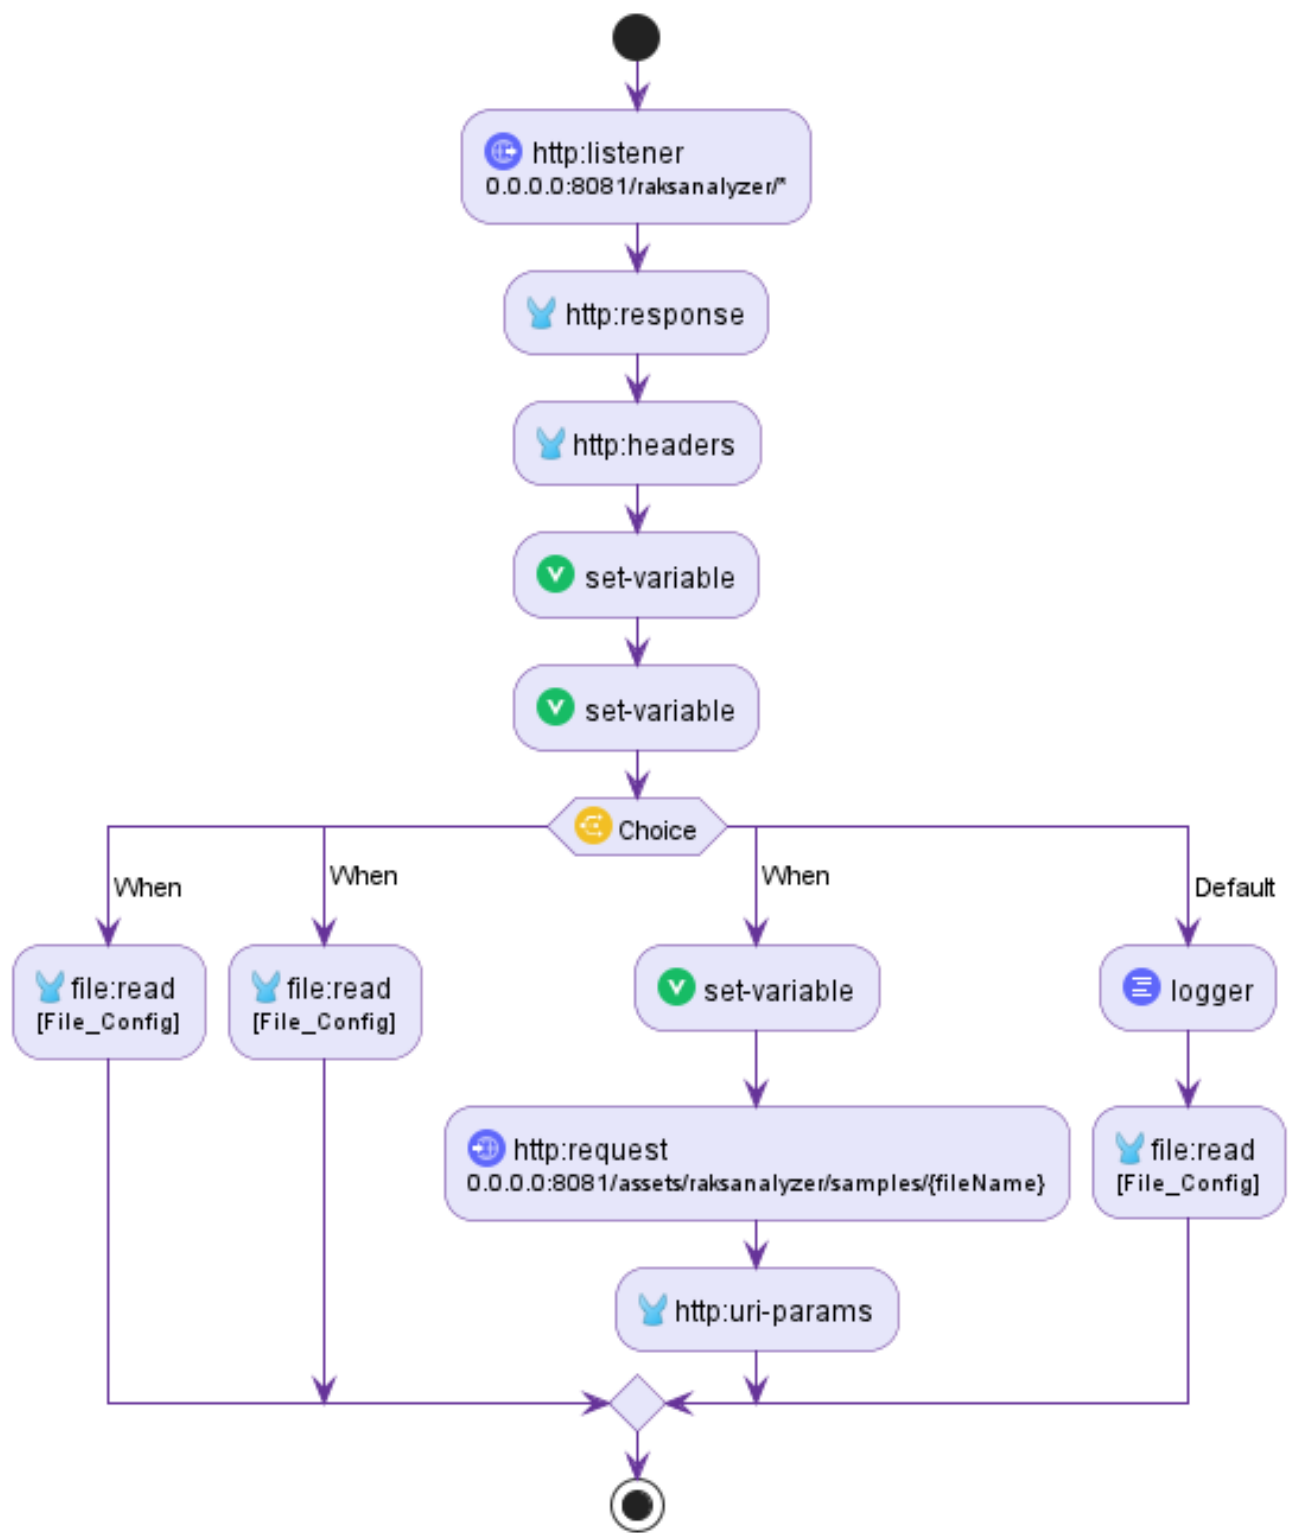 http:listener
0.0.0.0:8081/raksanalyzer/*
http:response
http:headers
set-variable
set-variable
Choice
When
When
When
Default
file:read
[File_Config]
file:read
[File_Config]
set-variable
logger
http:request
0.0.0.0:8081/assets/raksanalyzer/samples/{fileName}
file:read
[File_Config]
http:uri-params